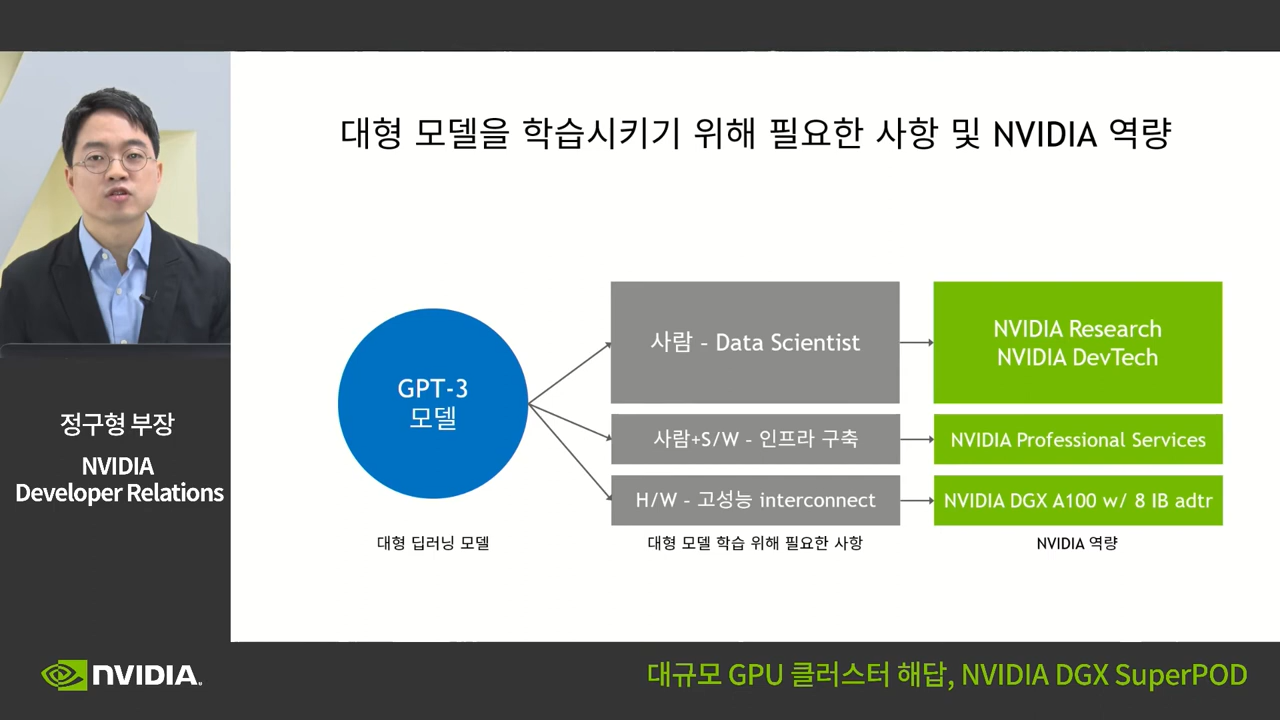 대형 모델을 학습시키기 위해 필요한 사항 및 NVIDIA 역량
GPT-3
모델
사람 - Data Scientist
NVIDIA Research
NVIDIA DevTech
사람+S/W - 인프라 구축
NVIDIA Professional Services
H/W - 고성능 interconnect
NVIDIA DGX A100 w/ 8 IB adtr
대형 딥러닝 모델
대형 모델 학습 위해 필요한 사항
NVIDIA 역량
정구형 부장
NVIDIA
Developer Relations
NVIDIA.
대규모 GPU 클러스터 해답, NVIDIA DGX SuperPOD